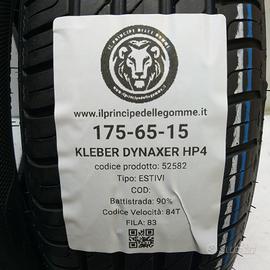 IL PRINCIPE DELLE GOMME
www.ilprincipedellegomme.it
175-65-15
KLEBER DYNAXER HP4
codice prodotto: 52582
Tipo: ESTIVI
COD:
Battistrada: 90%
Codice Velocità: 84T
FILA: 83